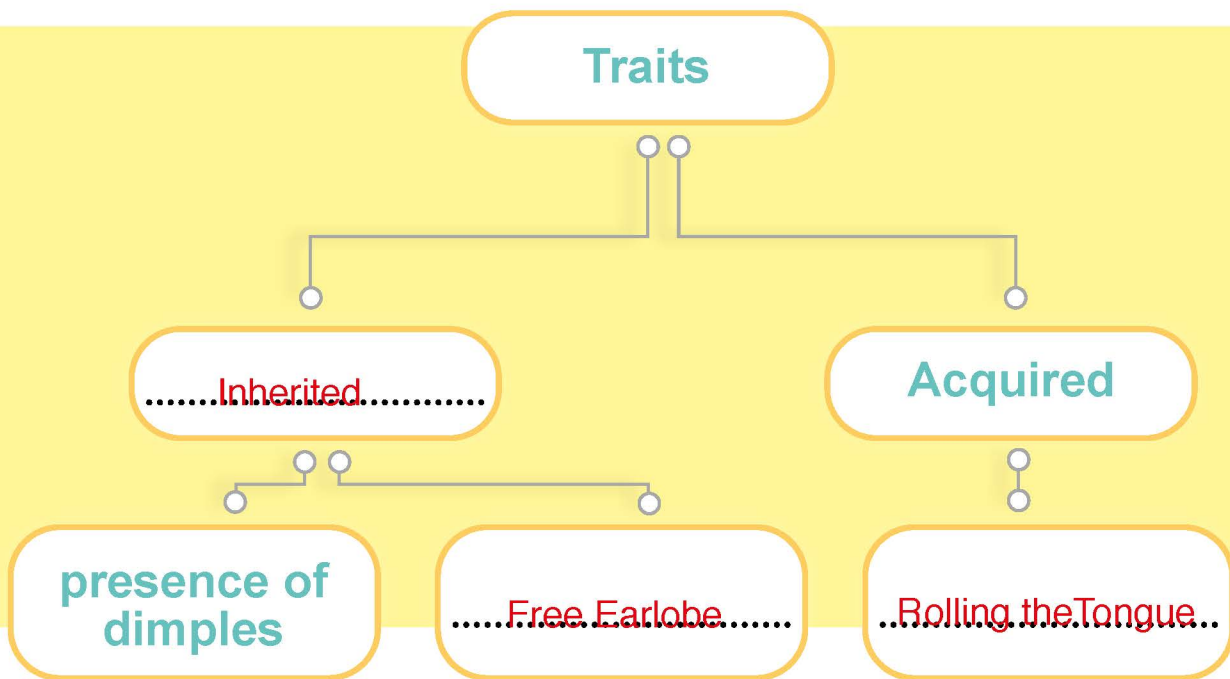 Traits
Inherited
Acquired
presence of
dimples
Free Earlobe
Rolling theTongue